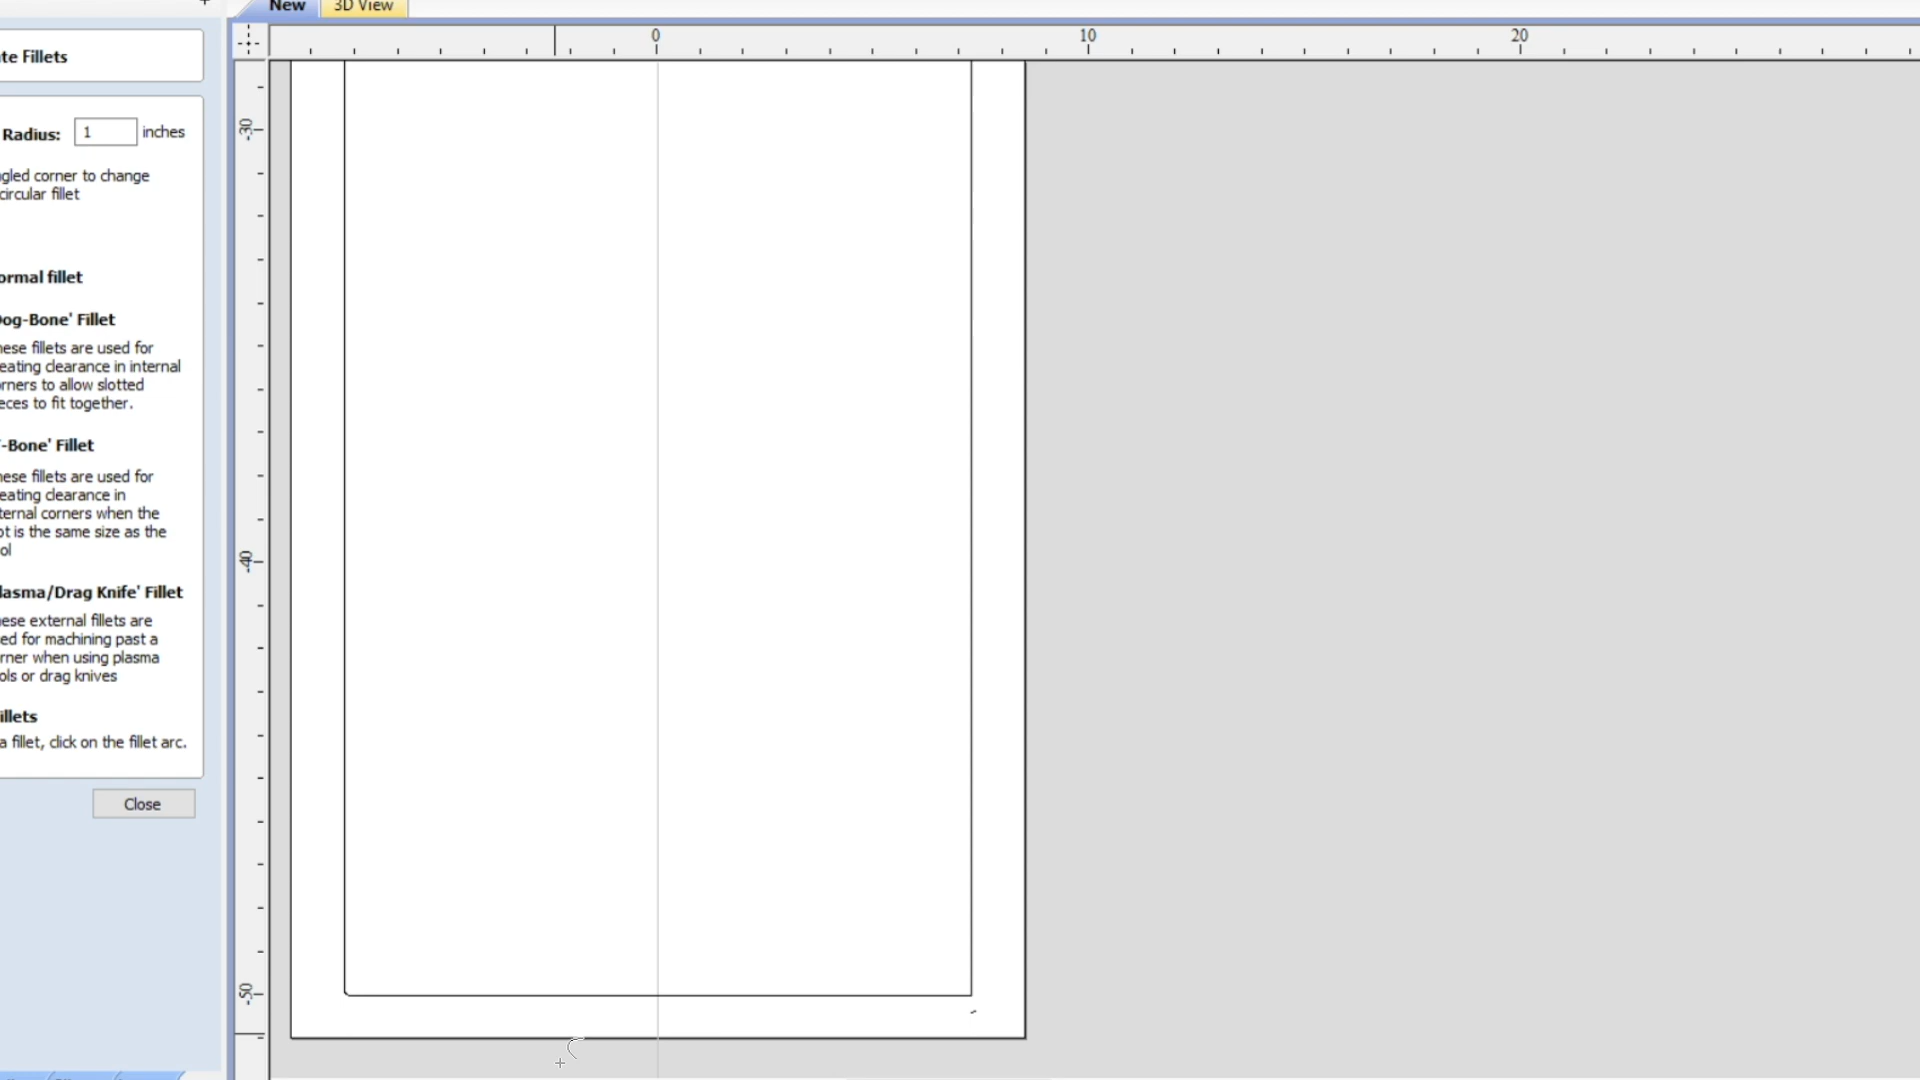 New 3D View
te Fillets
0 10 20
Radius: 1 inches
gled corner to change
circular fillet
ormal fillet
og-Bone' Fillet
ese fillets are used for
eating clearance in internal
rners to allow slotted
eces to fit together.
-Bone' Fillet
ese fillets are used for
eating clearance in
ternal corners when the
ot is the same size as the
ol
lasma/Drag Knife' Fillet
ese external fillets are
ed for machining past a
rner when using plasma
ols or drag knives
illets
a fillet, click on the fillet arc.
Close
-30
-40
-50